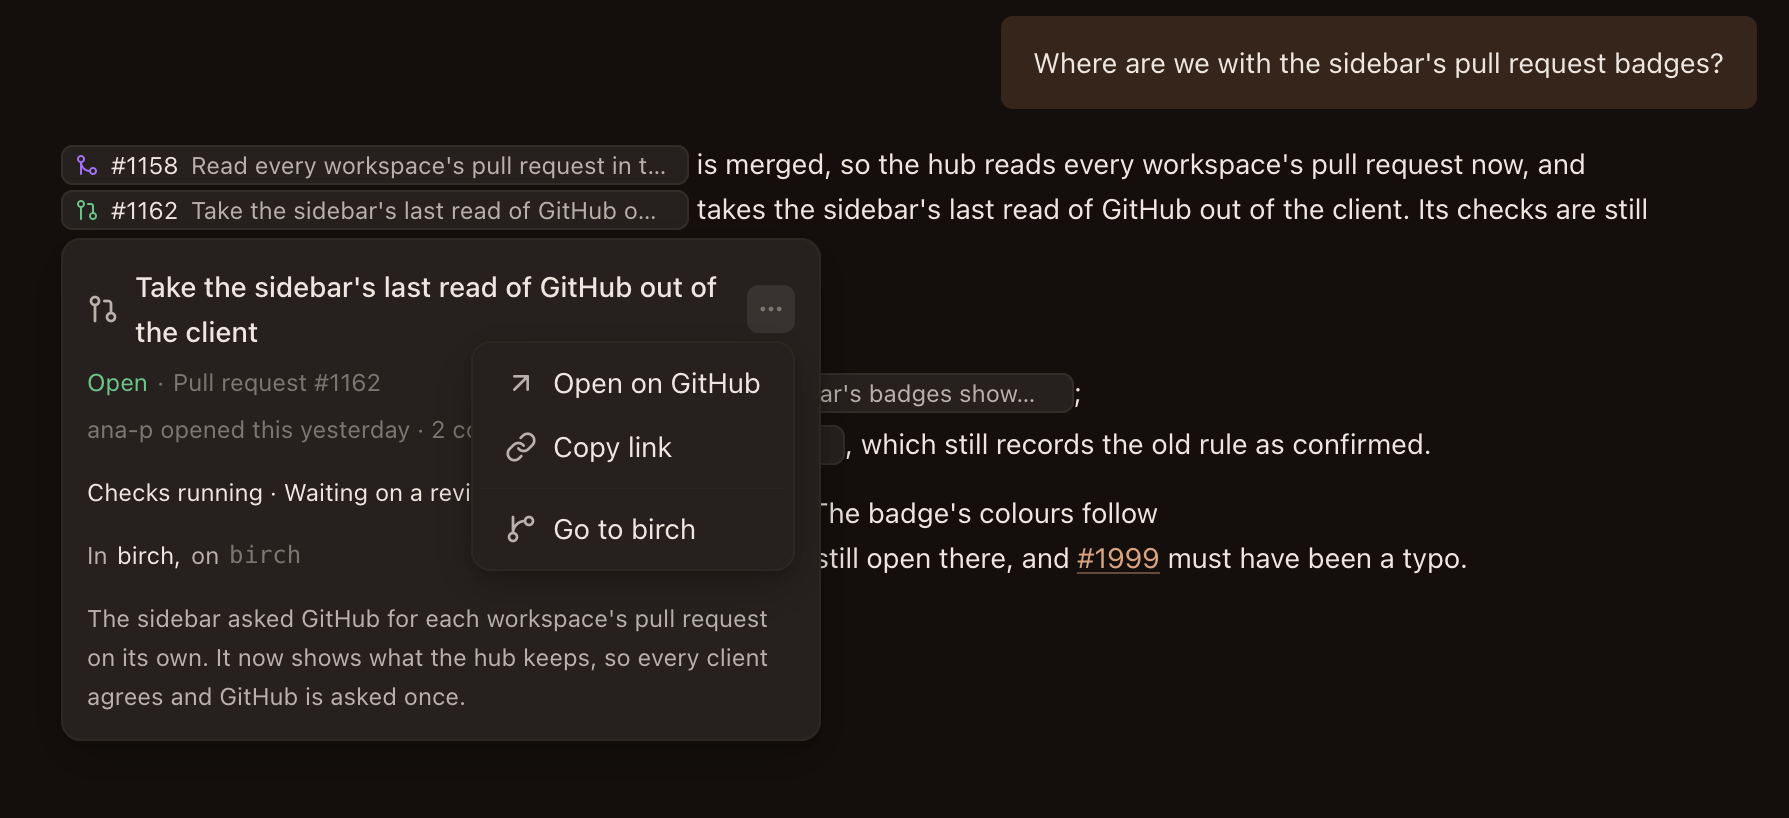 Where are we with the sidebar's pull request badges?
#1158 Read every workspace's pull request in t... is merged, so the hub reads every workspace's pull request now, and
#1162 Take the sidebar's last read of GitHub o... takes the sidebar's last read of GitHub out of the client. Its checks are still
Take the sidebar's last read of GitHub out of
the client
Open · Pull request #1162
ana-p opened this yesterday · 2
Checks running · Waiting on a
In birch, on birch
The sidebar asked GitHub for each workspace's pull request
on its own. It now shows what the hub keeps, so every client
agrees and GitHub is asked once.
Open on GitHub
Copy link
Go to birch
badges show... ;
, which still records the old rule as confirmed.
The badge's colours follow
still open there, and #1999 must have been a typo.